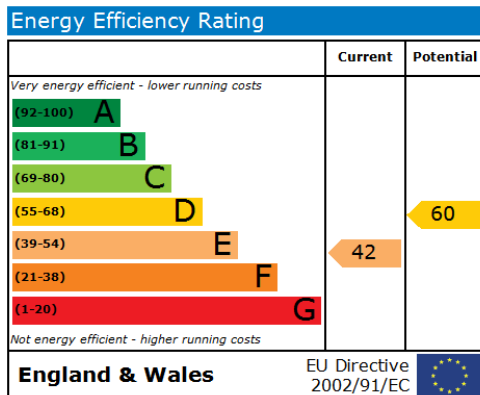 Energy Efficiency Rating
Current Potential
Very energy efficient - lower running costs
(92-100) A
(81-91) B
(69-80) C
(55-68) D
60
(39-54) E
42
(21-38) F
(1-20) G
Not energy efficient - higher running costs
England & Wales
EU Directive
2002/91/EC